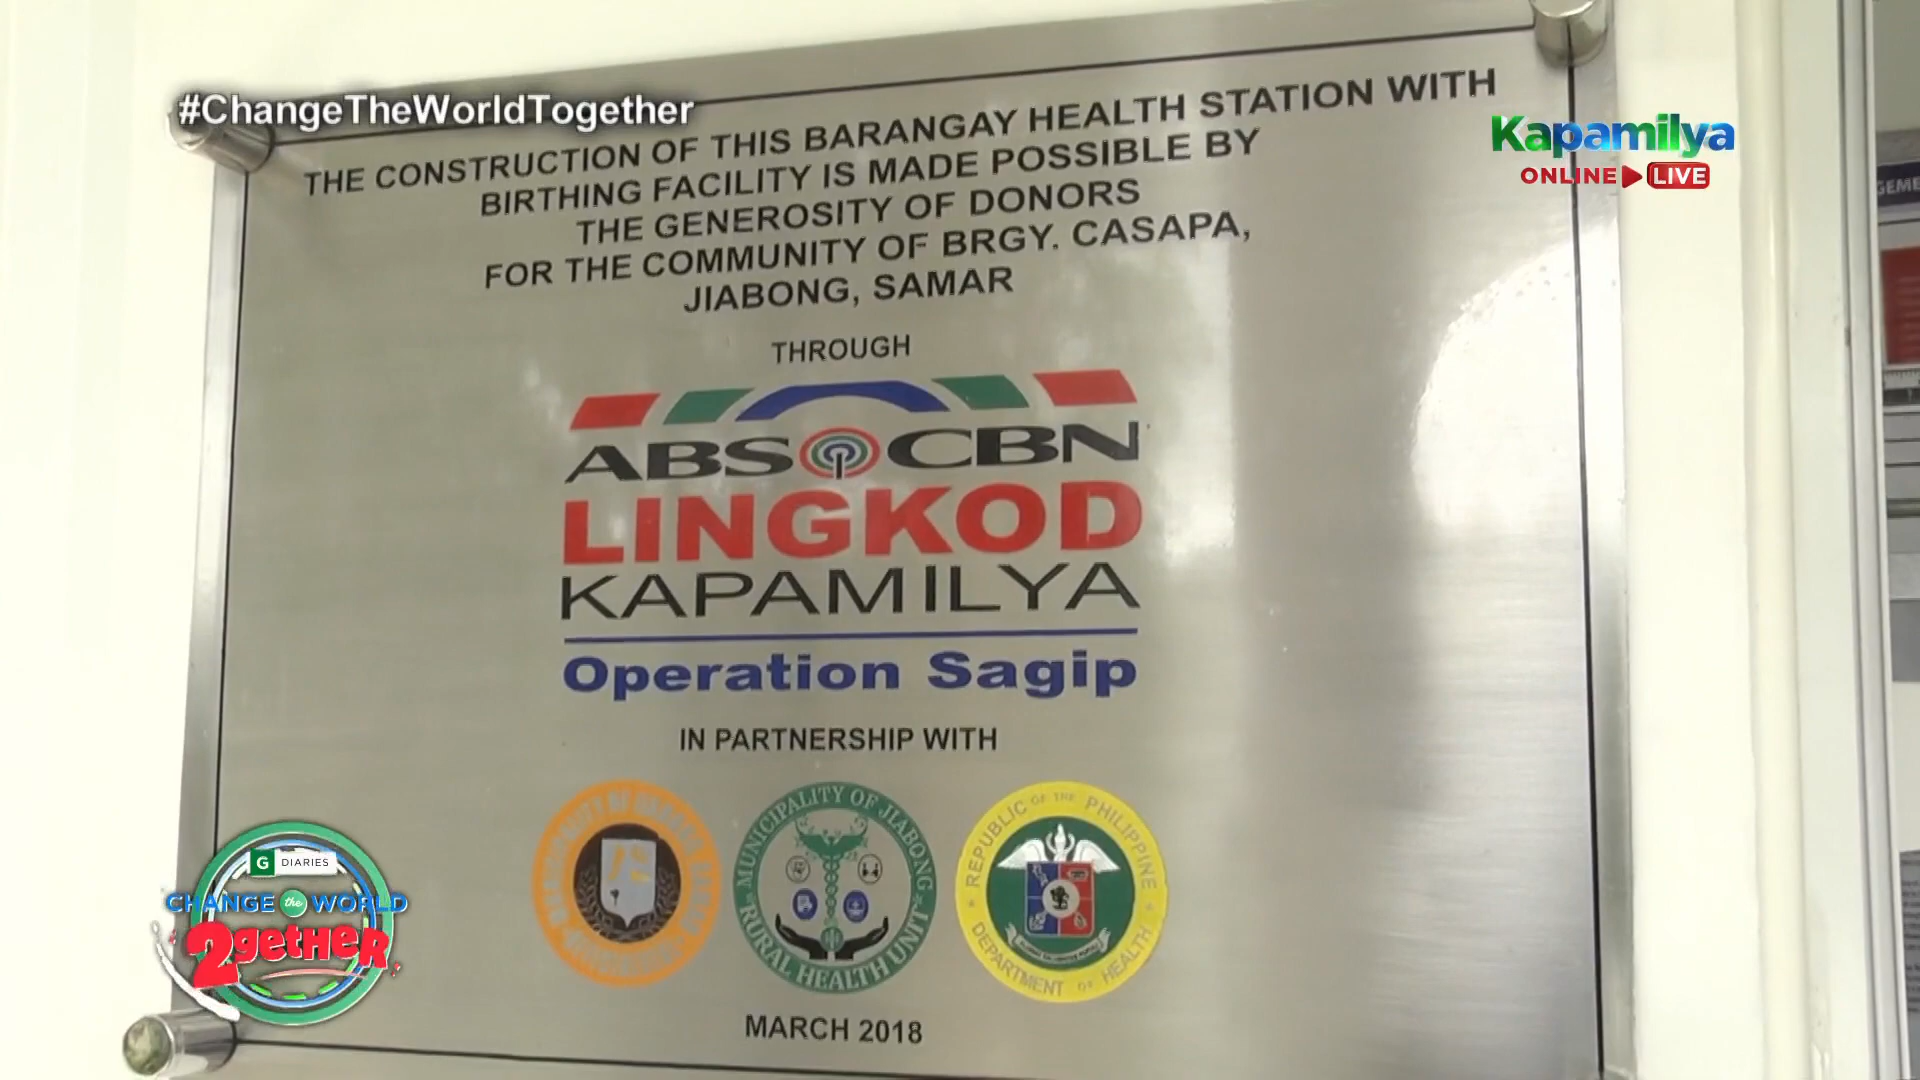 #ChangeTheWorldTogether
Kapamilya
ONLINE LIVE
THE CONSTRUCTION OF THIS BARANGAY HEALTH STATION WITH
BIRTHING FACILITY IS MADE POSSIBLE BY
THE GENEROSITY OF DONORS
FOR THE COMMUNITY OF BRGY. CASAPA,
JIABONG, SAMAR
THROUGH
ABS CBN
LINGKOD
KAPAMILYA
Operation Sagip
IN PARTNERSHIP WITH
MUNICIPALITY OF JIABONG
RURAL HEALTH UNIT
REPUBLIC OF THE PHILIPPINE
DEPARTMENT OF HEALTH
MARCH 2018
G DIARIES
CHANGE the WORLD
2getHeR